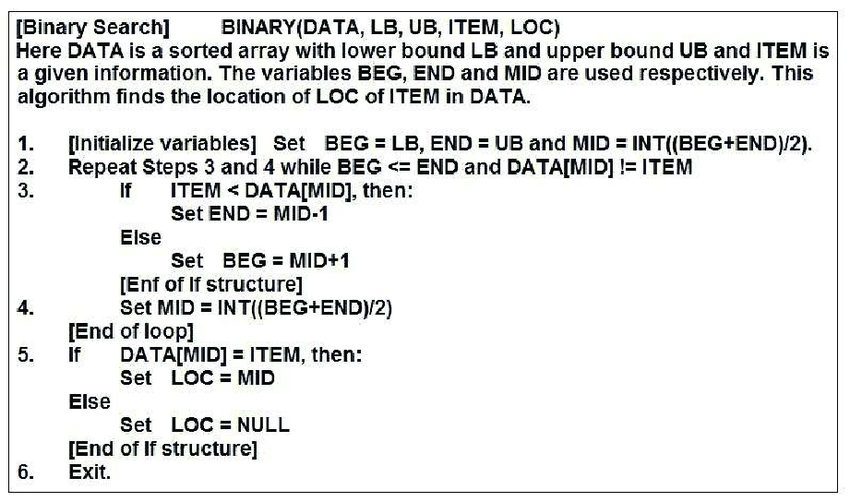 [Binary Search] BINARY(DATA, LB, UB, ITEM, LOC)
Here DATA is a sorted array with lower bound LB and upper bound UB and ITEM is
a given information. The variables BEG, END and MID are used respectively. This
algorithm finds the location of LOC of ITEM in DATA.
1. [Initialize variables] Set BEG = LB, END = UB and MID = INT((BEG+END)/2).
2. Repeat Steps 3 and 4 while BEG <= END and DATA[MID] != ITEM
3. If ITEM < DATA[MID], then:
Set END = MID-1
Else
Set BEG = MID+1
[Enf of If structure]
4. Set MID = INT((BEG+END)/2)
[End of loop]
5. If DATA[MID] = ITEM, then:
Set LOC = MID
Else
Set LOC = NULL
[End of If structure]
6. Exit.